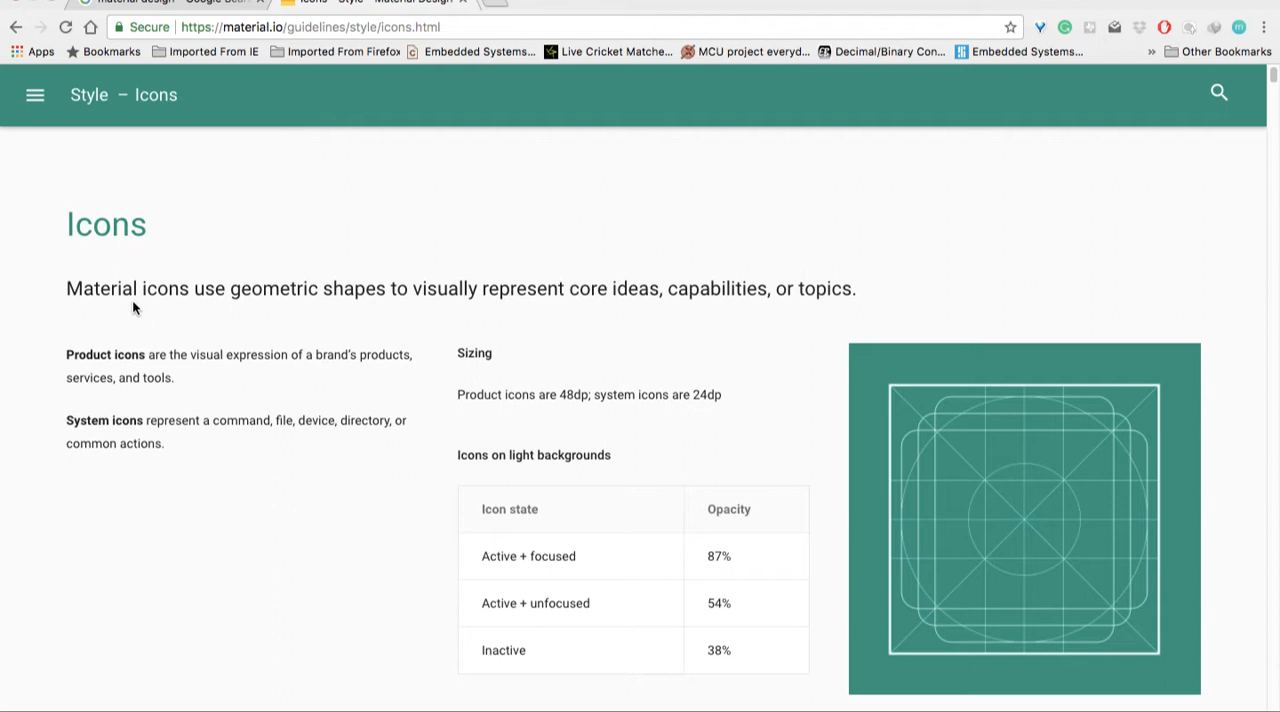 Secure https://material.io/guidelines/style/icons.html
Apps Bookmarks Imported From IE Imported From Firefox Embedded Systems... Live Cricket Matche... MCU project everyd... Decimal/Binary Con... Embedded Systems... » Other Bookmarks
Style – Icons
Icons
Material icons use geometric shapes to visually represent core ideas, capabilities, or topics.
Product icons are the visual expression of a brand's products,
services, and tools.
System icons represent a command, file, device, directory, or
common actions.
Sizing
Product icons are 48dp; system icons are 24dp
Icons on light backgrounds
Icon state Opacity
Active + focused 87%
Active + unfocused 54%
Inactive 38%